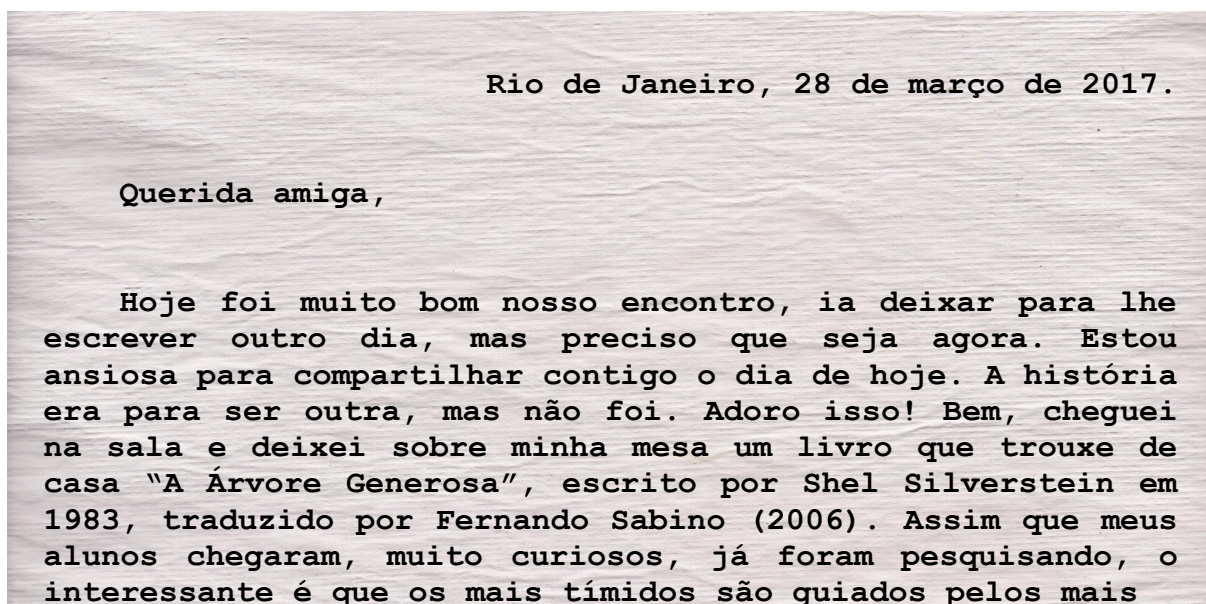 Rio de Janeiro, 28 de março de 2017.
Querida amiga,
Hoje foi muito bom nosso encontro, ia deixar para lhe
escrever outro dia, mas preciso que seja agora. Estou
ansiosa para compartilhar contigo o dia de hoje. A história
era para ser outra, mas não foi. Adoro isso! Bem, cheguei
na sala e deixei sobre minha mesa um livro que trouxe de
casa “A Árvore Generosa”, escrito por Shel Silverstein em
1983, traduzido por Fernando Sabino (2006). Assim que meus
alunos chegaram, muito curiosos, já foram pesquisando, o
interessante é que os mais tímidos são guiados pelos mais